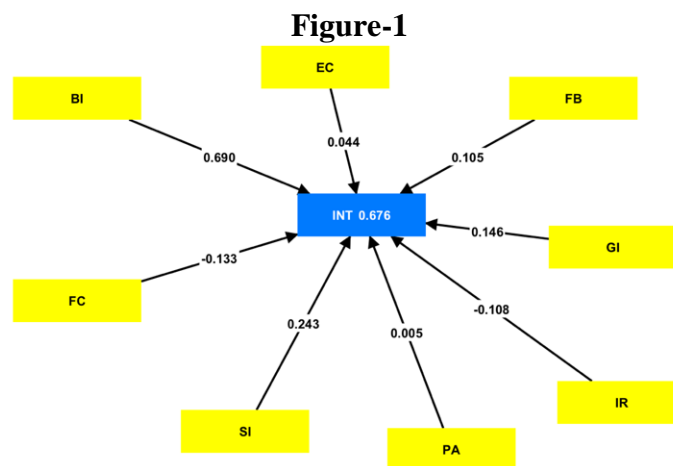 Figure-1
EC
BI
FB
0.044
0.105
0.690
INT 0.676
0.146
GI
-0.133
FC
-0.108
0.243
0.005
IR
SI
PA